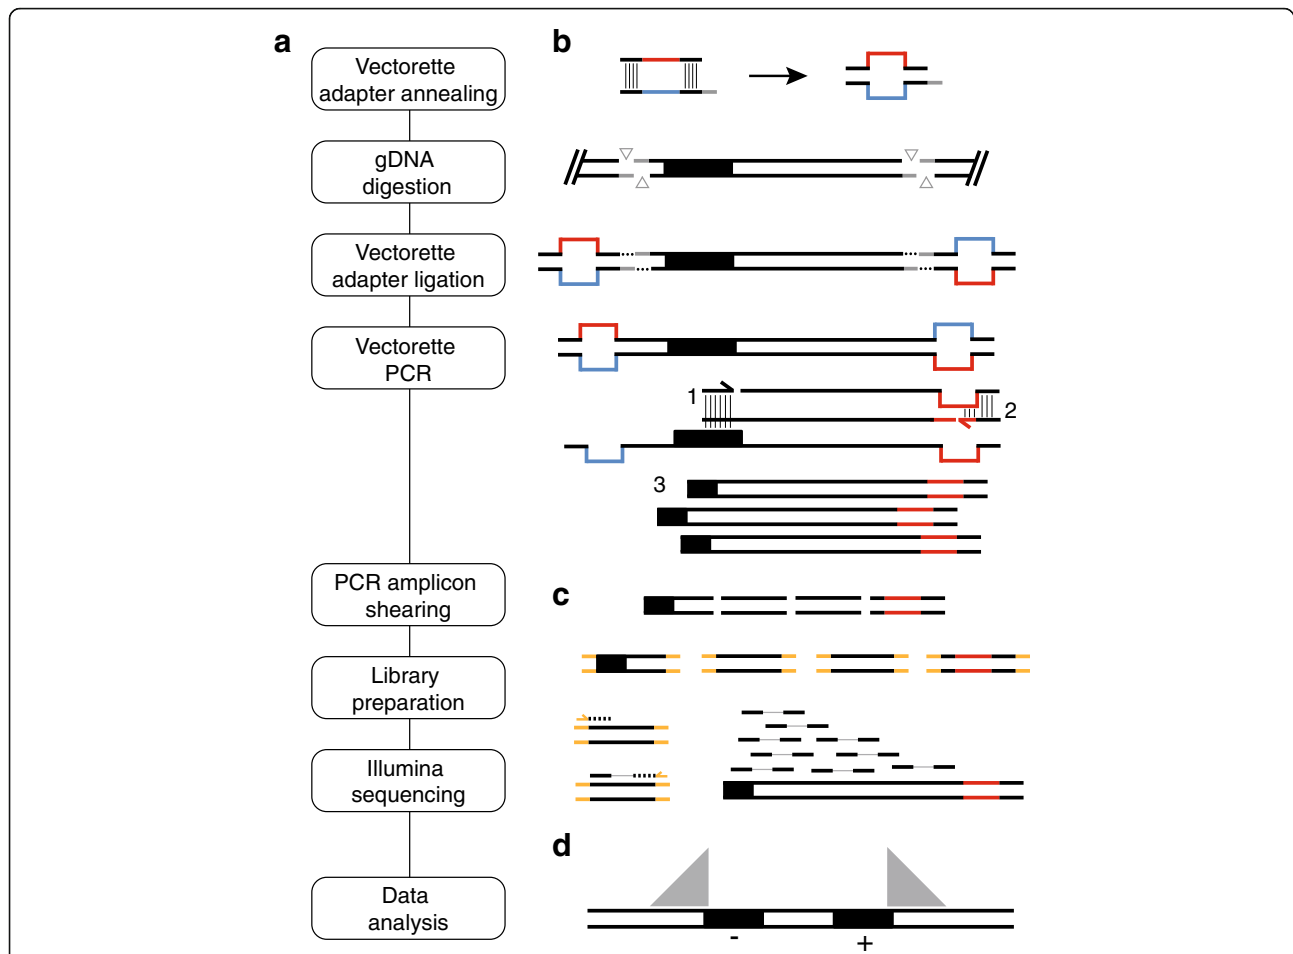 a
Vectorette
adapter annealing
gDNA
digestion
Vectorette
adapter ligation
Vectorette
PCR
PCR amplicon
shearing
Library
preparation
Illumina
sequencing
Data
analysis
b
1
2
3
c
d
-
+